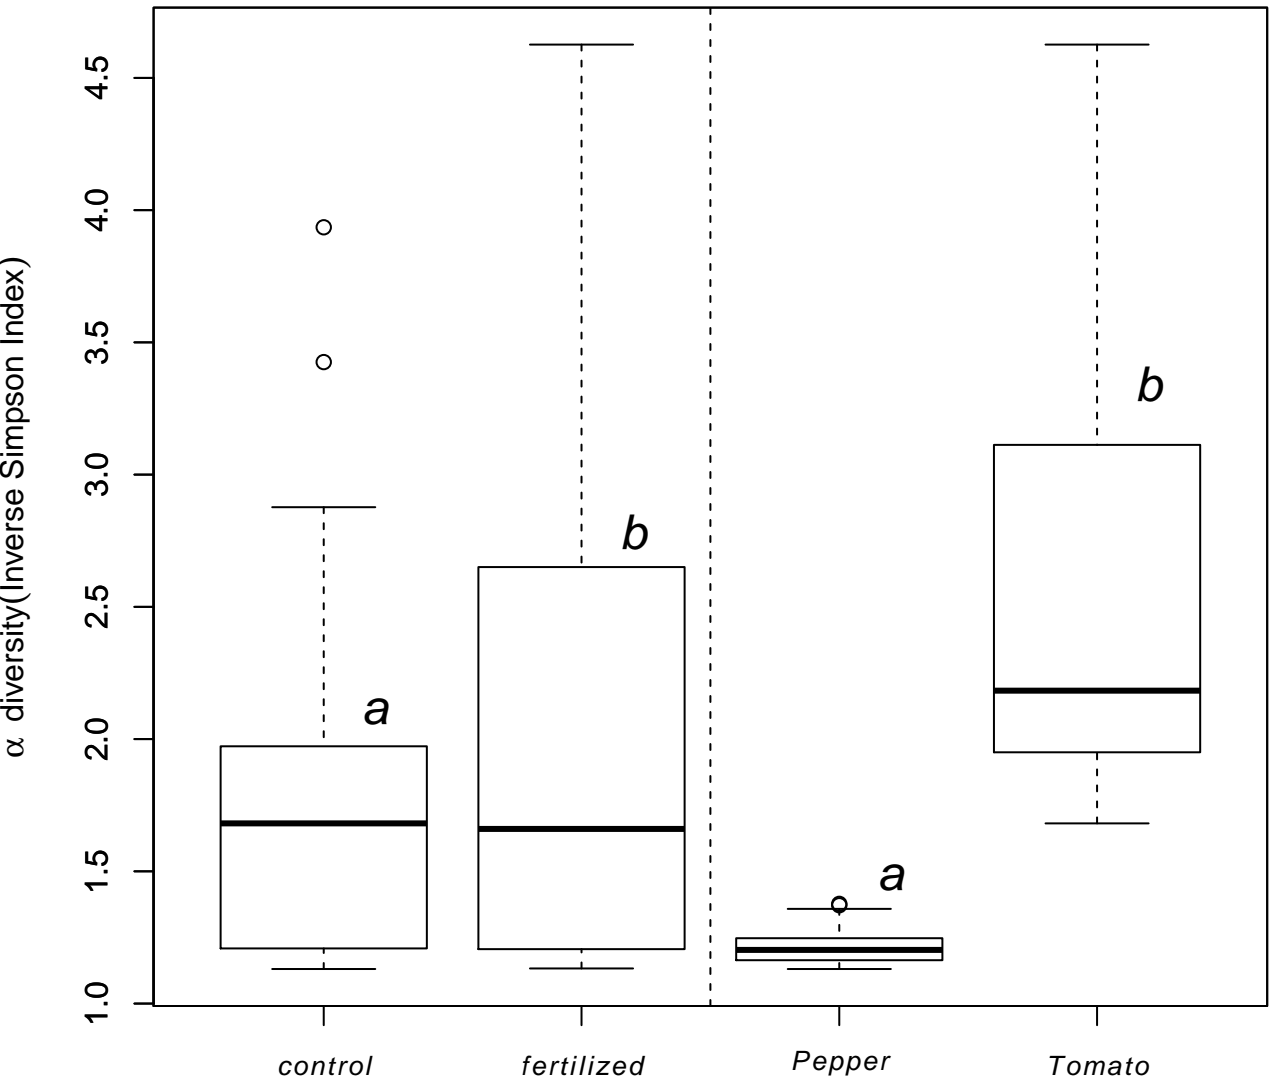 α diversity(Inverse Simpson Index)
4.5
4.0
3.5
3.0
2.5
2.0
1.5
1.0
a
b
a
b
control
fertilized
Pepper
Tomato